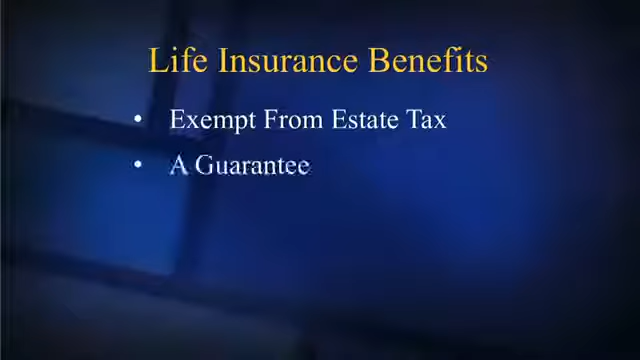 Life Insurance Benefits
• Exempt From Estate Tax
• A Guarantee